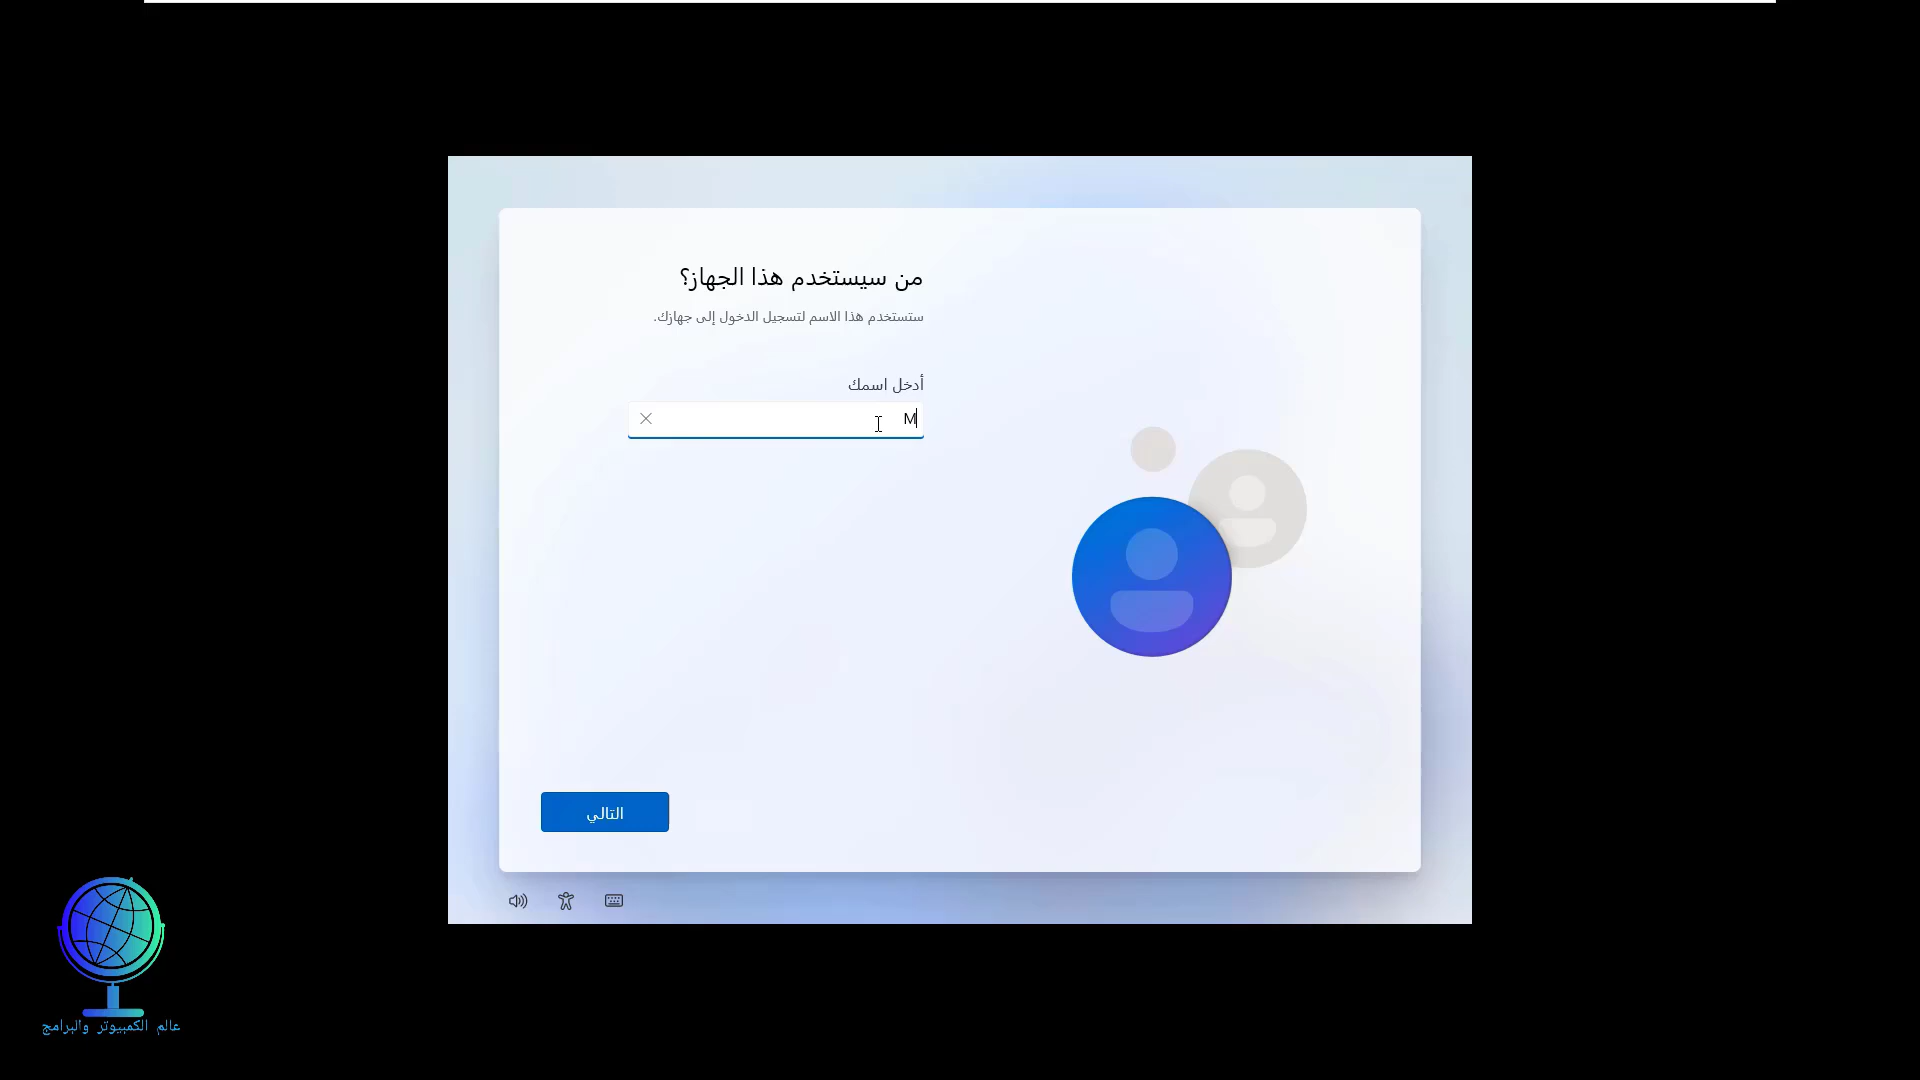 من سيستخدم هذا الجهاز؟
ستستخدم هذا الاسم لتسجيل الدخول إلى جهازك.
أدخل اسمك
M
التالي
عالم الكمبيوتر والبرامج